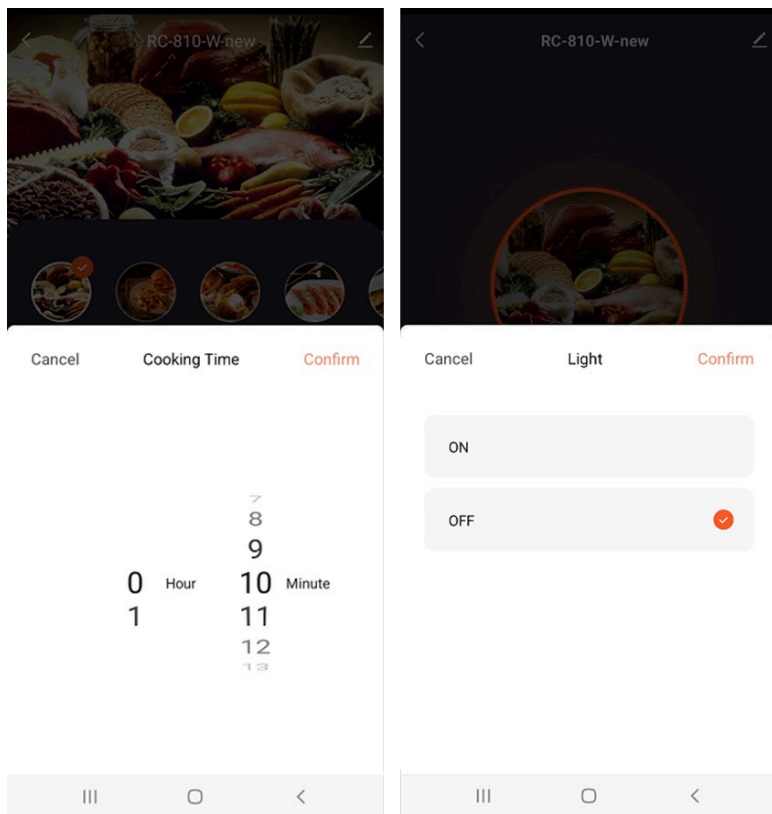 RC-810-W-new
Cancel Cooking Time Confirm
7
8
9
0 Hour 10 Minute
1 11
12
13
RC-810-W-new
Cancel Light Confirm
ON
OFF